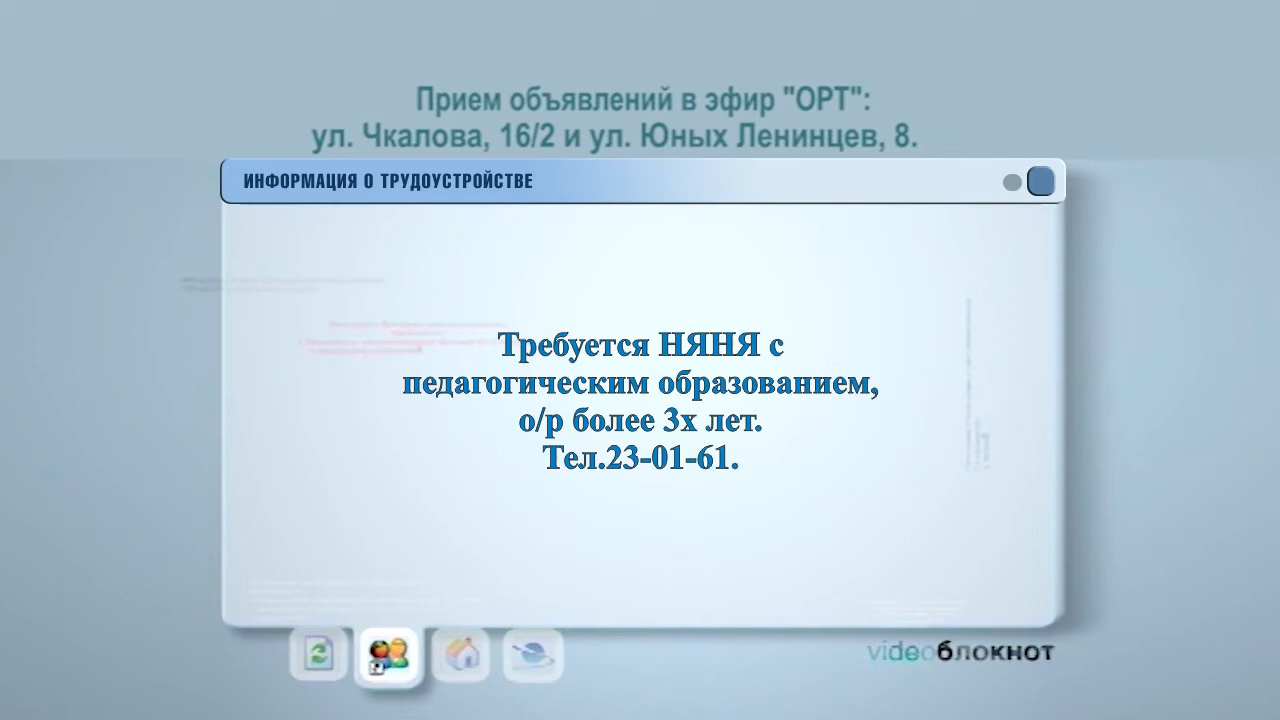 Прием объявлений в эфир "ОРТ":
ул. Чкалова, 16/2 и ул. Юных Ленинцев, 8.
ИНФОРМАЦИЯ О ТРУДОУСТРОЙСТВЕ
Требуется НЯНЯ с
педагогическим образованием,
о/р более 3х лет.
Тел.23-01-61.
videoблокнот